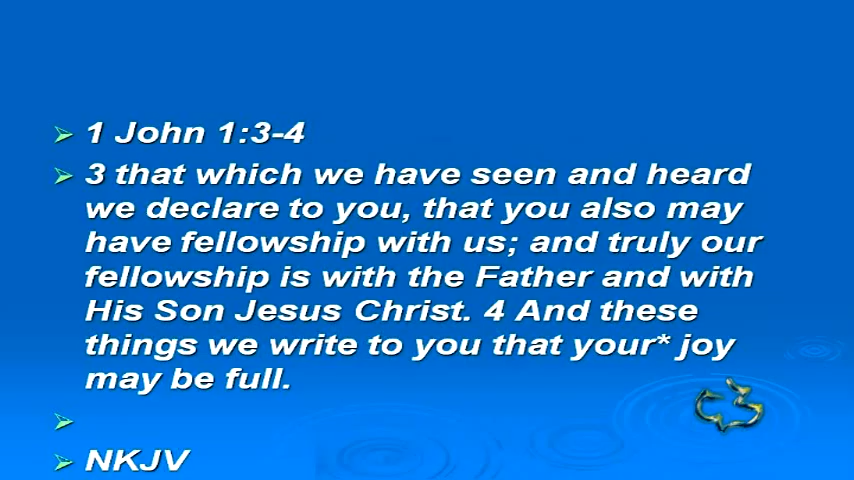 1 John 1:3-4
3 that which we have seen and heard
we declare to you, that you also may
have fellowship with us; and truly our
fellowship is with the Father and with
His Son Jesus Christ. 4 And these
things we write to you that your* joy
may be full.
NKJV